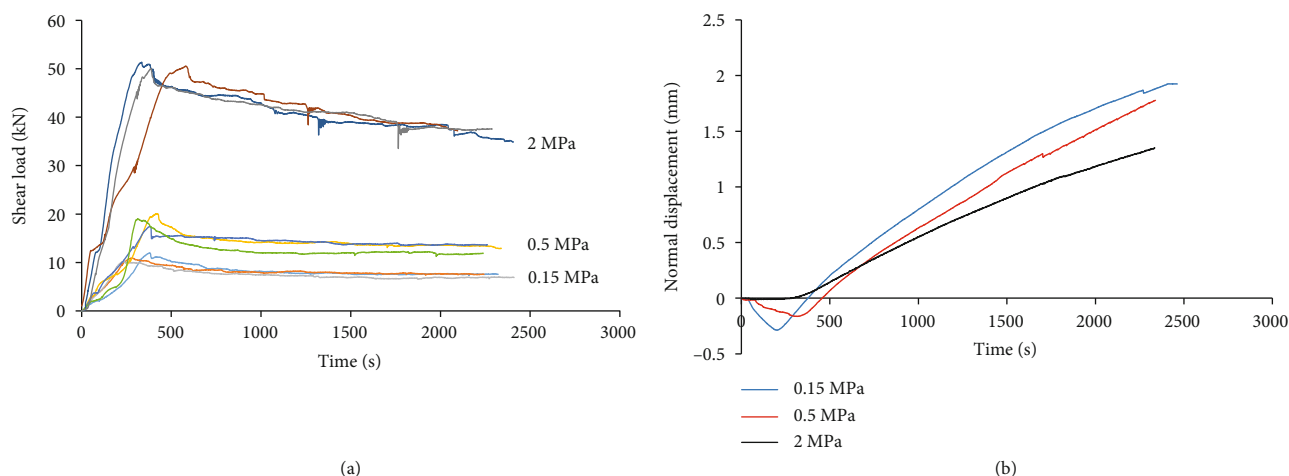 Shear load (kN)
60
50
40
30
20
10
0
2 MPa
0.5 MPa
0.15 MPa
0 500 1000 1500 2000 2500 3000
Time (s)
(a)
Normal displacement (mm)
2.5
2
1.5
1
0.5
0
–0.5
0 500 1000 1500 2000 2500 3000
Time (s)
0.15 MPa
0.5 MPa
2 MPa
(b)